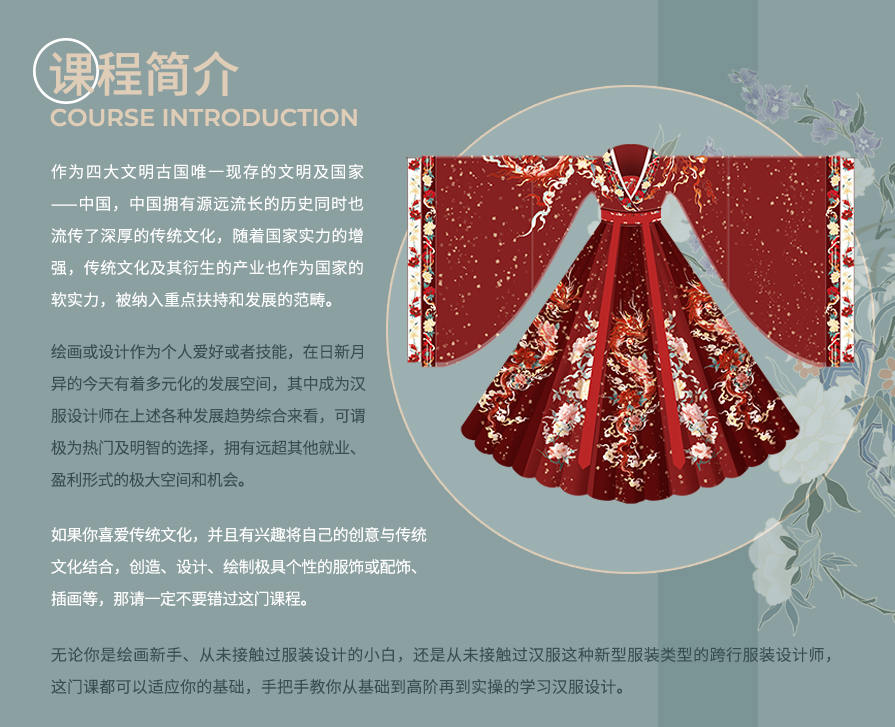 课程简介
COURSE INTRODUCTION
作为四大文明古国唯一现存的文明及国家
——中国，中国拥有源远流长的历史同时也
流传了深厚的传统文化，随着国家实力的增
强，传统文化及其衍生的产业也作为国家的
软实力，被纳入重点扶持和发展的范畴。
绘画或设计作为个人爱好或者技能，在日新月
异的今天有着多元化的发展空间，其中成为汉
服设计师在上述各种发展趋势综合来看，可谓
极为热门及明智的选择，拥有远超其他就业、
盈利形式的极大空间和机会。
如果你喜爱传统文化，并且有兴趣将自己的创意与传统
文化结合，创造、设计、绘制极具个性的服饰或配饰、
插画等，那请一定不要错过这门课程。
无论你是绘画新手、从未接触过服装设计的小白，还是从未接触过汉服这种新型服装类型的跨行服装设计师，
这门课都可以适应你的基础，手把手教你从基础到高阶再到实操的学习汉服设计。